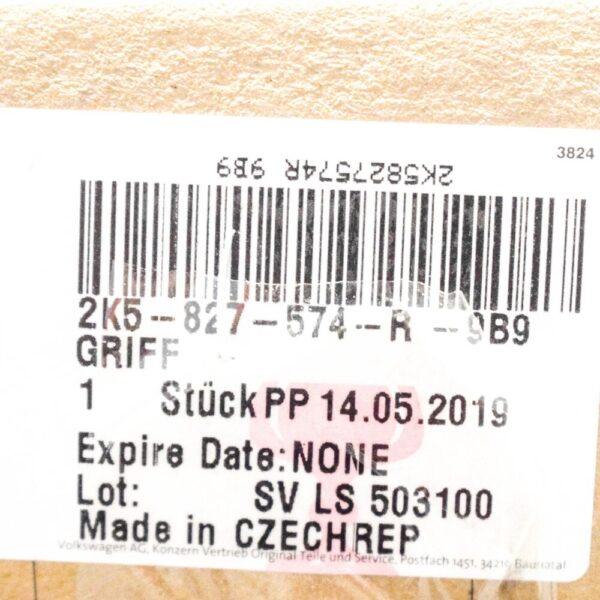 3824
2K5827574R 9B9
2K5-827-574-R -9B9
GRIFF
1 Stück PP 14.05.2019
Expire Date: NONE
Lot: SV LS 503100
Made in CZECHREP
Volkswagen AG, Konzern Vertrieb Original Teile und Service, Postfach 1451, 34219 Baunatal